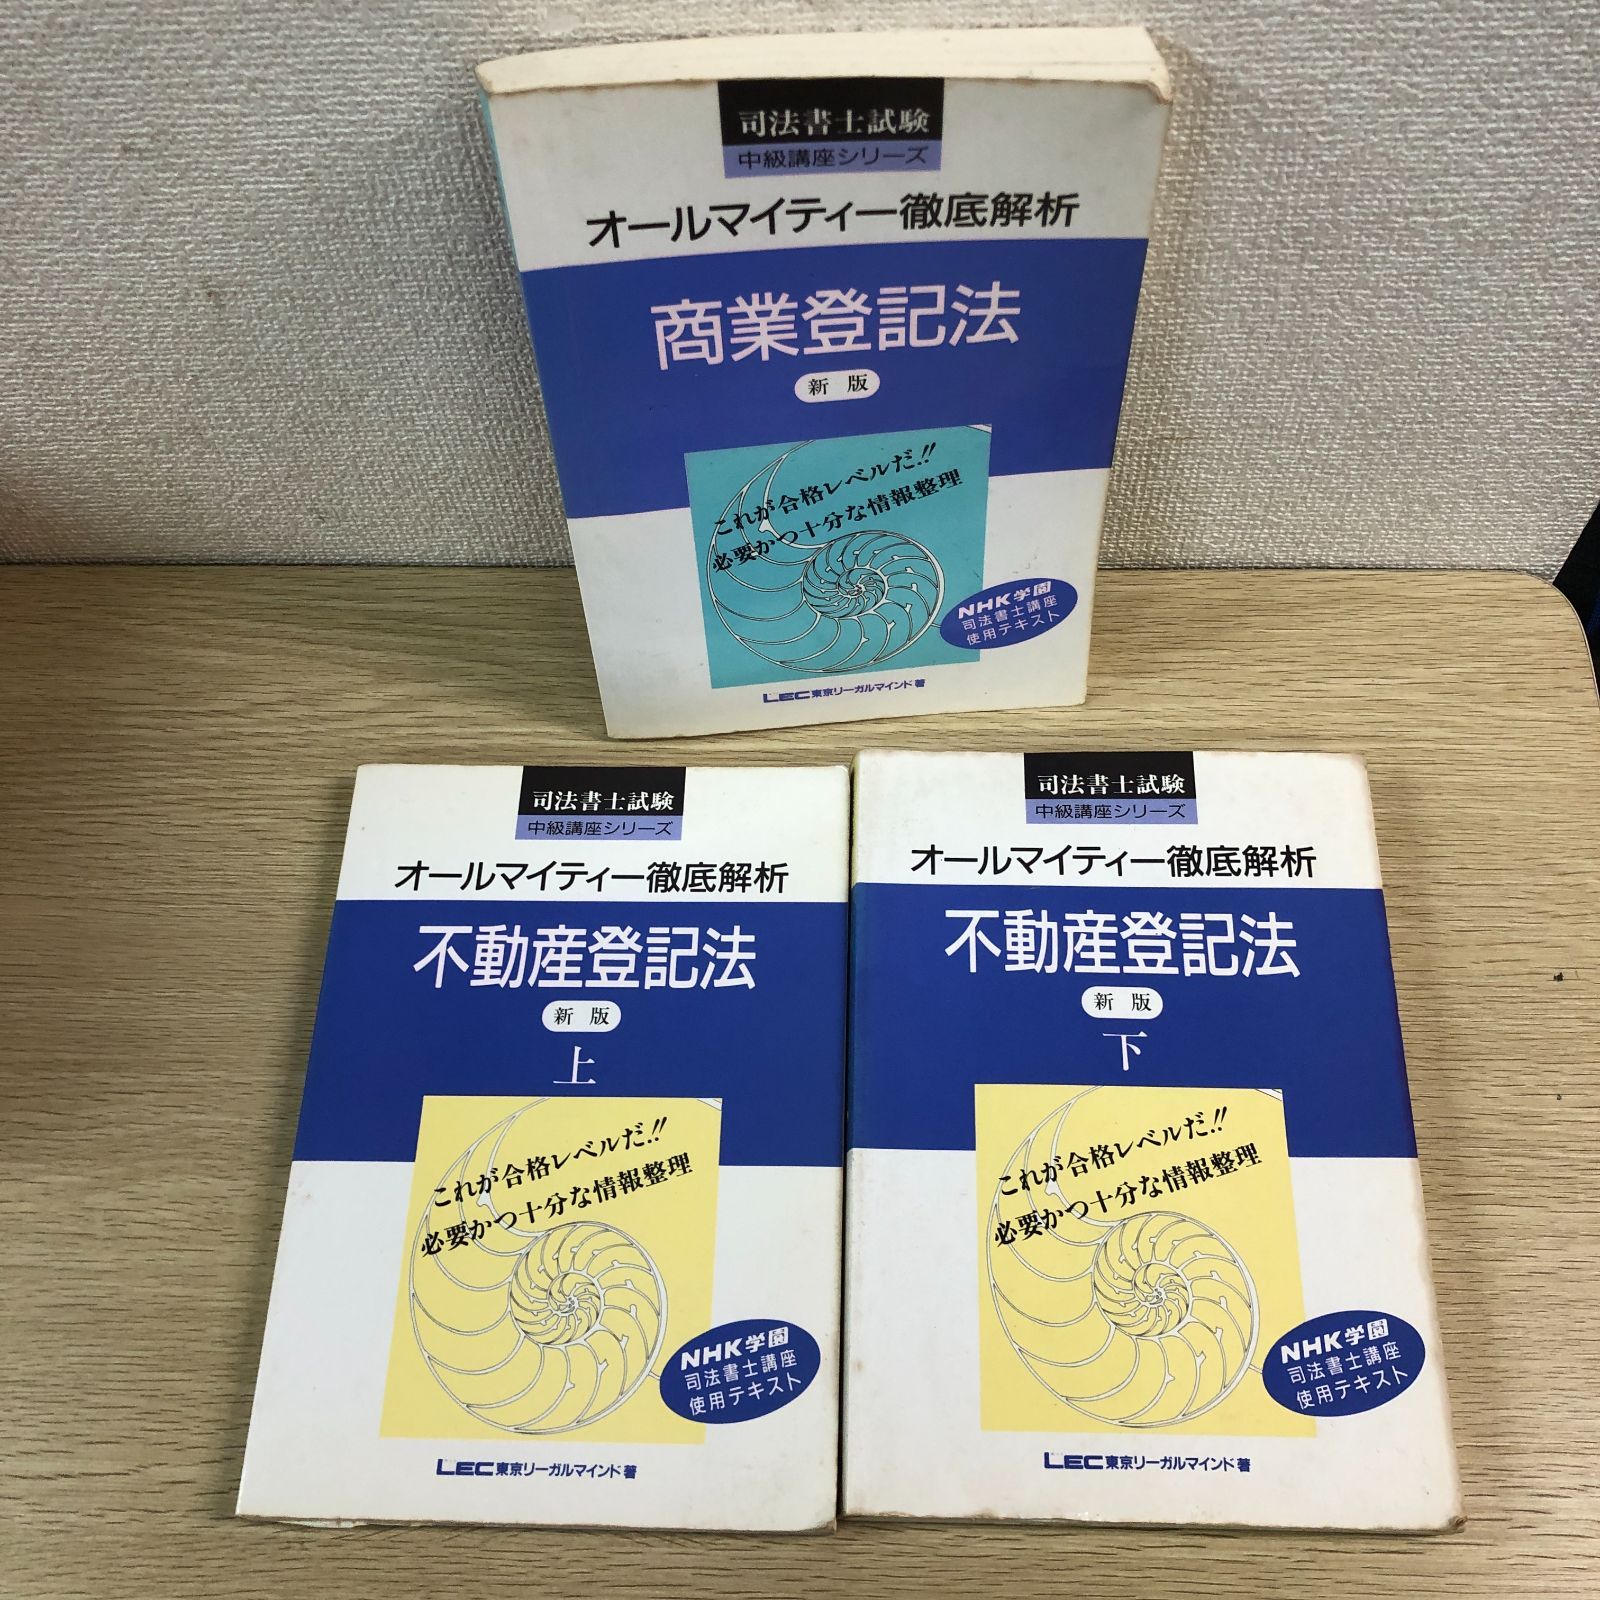 司法書士試験
中級講座シリーズ
オールマイティー徹底解析
商業登記法
新版
これが合格レベルだ!!
必要かつ十分な情報整理
NHK学園
司法書士講座
使用テキスト
LEC東京リーガルマインド著
司法書士試験
中級講座シリーズ
オールマイティー徹底解析
不動産登記法
新版
上
これが合格レベルだ!!
必要かつ十分な情報整理
NHK学園
司法書士講座
使用テキスト
LEC東京リーガルマインド著
司法書士試験
中級講座シリーズ
オールマイティー徹底解析
不動産登記法
新版
下
これが合格レベルだ!!
必要かつ十分な情報整理
NHK学園
司法書士講座
使用テキスト
LEC東京リーガルマインド著